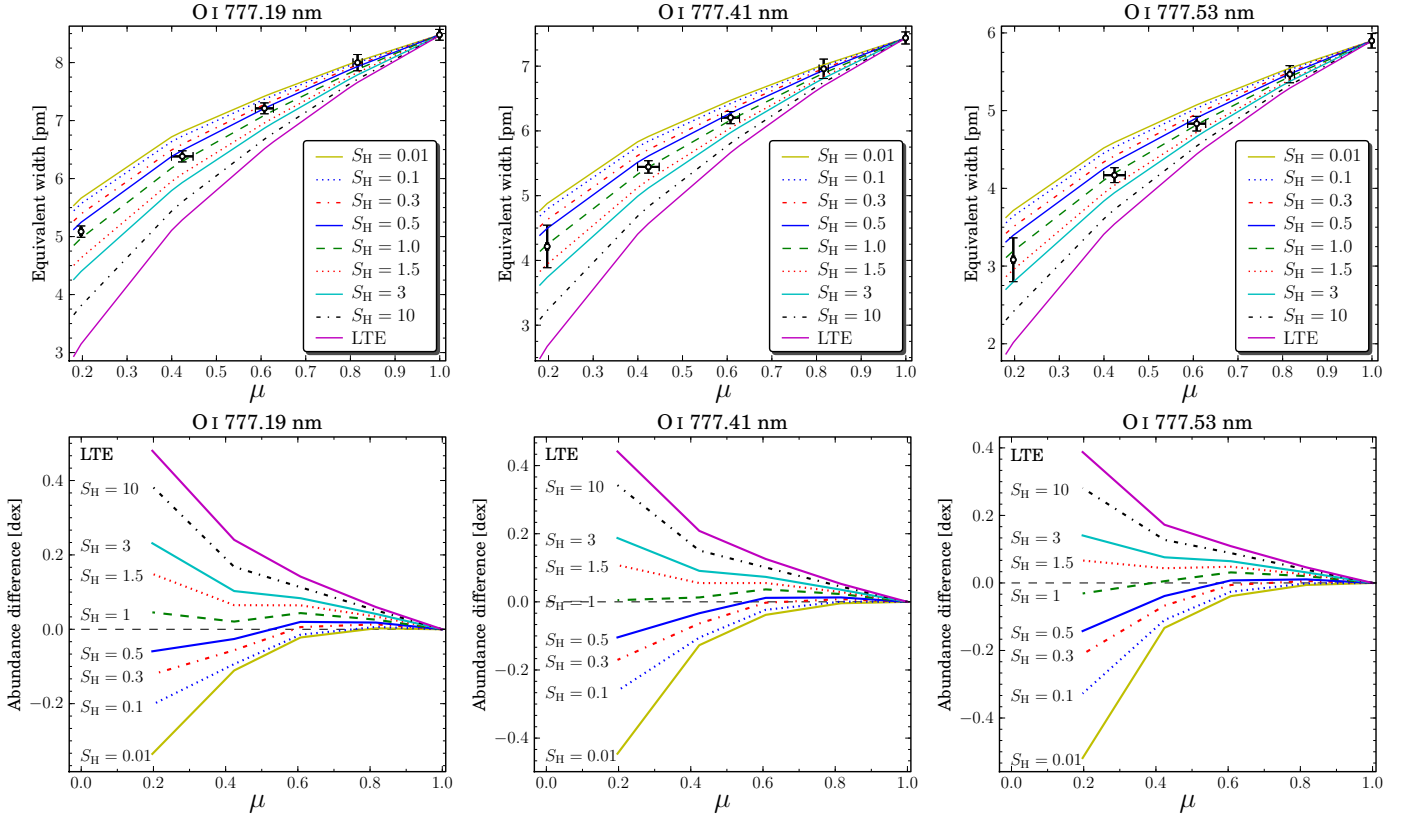 O I 777.19 nm
Equivalent width [pm]
8
7
6
5
4
3
S_H = 0.01
S_H = 0.1
S_H = 0.3
S_H = 0.5
S_H = 1.0
S_H = 1.5
S_H = 3
S_H = 10
LTE
0.2 0.3 0.4 0.5 0.6 0.7 0.8 0.9 1.0
μ
O I 777.41 nm
Equivalent width [pm]
7
6
5
4
3
S_H = 0.01
S_H = 0.1
S_H = 0.3
S_H = 0.5
S_H = 1.0
S_H = 1.5
S_H = 3
S_H = 10
LTE
0.2 0.3 0.4 0.5 0.6 0.7 0.8 0.9 1.0
μ
O I 777.53 nm
Equivalent width [pm]
6
5
4
3
2
S_H = 0.01
S_H = 0.1
S_H = 0.3
S_H = 0.5
S_H = 1.0
S_H = 1.5
S_H = 3
S_H = 10
LTE
0.2 0.3 0.4 0.5 0.6 0.7 0.8 0.9 1.0
μ
O I 777.19 nm
Abundance difference [dex]
0.4
0.2
0.0
−0.2
LTE
S_H = 10
S_H = 3
S_H = 1.5
S_H = 1
S_H = 0.5
S_H = 0.3
S_H = 0.1
S_H = 0.01
0.0 0.2 0.4 0.6 0.8 1.0
μ
O I 777.41 nm
Abundance difference [dex]
0.4
0.2
0.0
−0.2
−0.4
LTE
S_H = 10
S_H = 3
S_H = 1.5
S_H = 1
S_H = 0.5
S_H = 0.3
S_H = 0.1
S_H = 0.01
0.0 0.2 0.4 0.6 0.8 1.0
μ
O I 777.53 nm
Abundance difference [dex]
0.4
0.2
0.0
−0.2
−0.4
LTE
S_H = 10
S_H = 3
S_H = 1.5
S_H = 1
S_H = 0.5
S_H = 0.3
S_H = 0.1
S_H = 0.01
0.0 0.2 0.4 0.6 0.8 1.0
μ